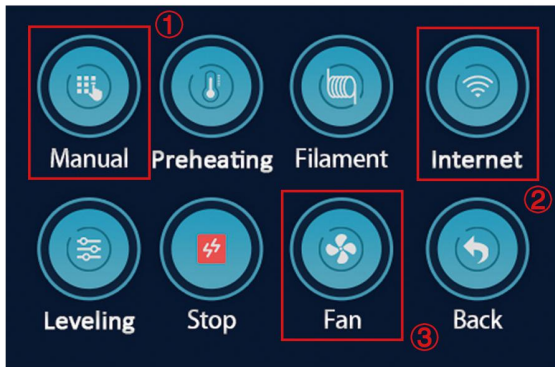 ①
Manual Preheating Filament Internet
②
Leveling Stop Fan Back
③